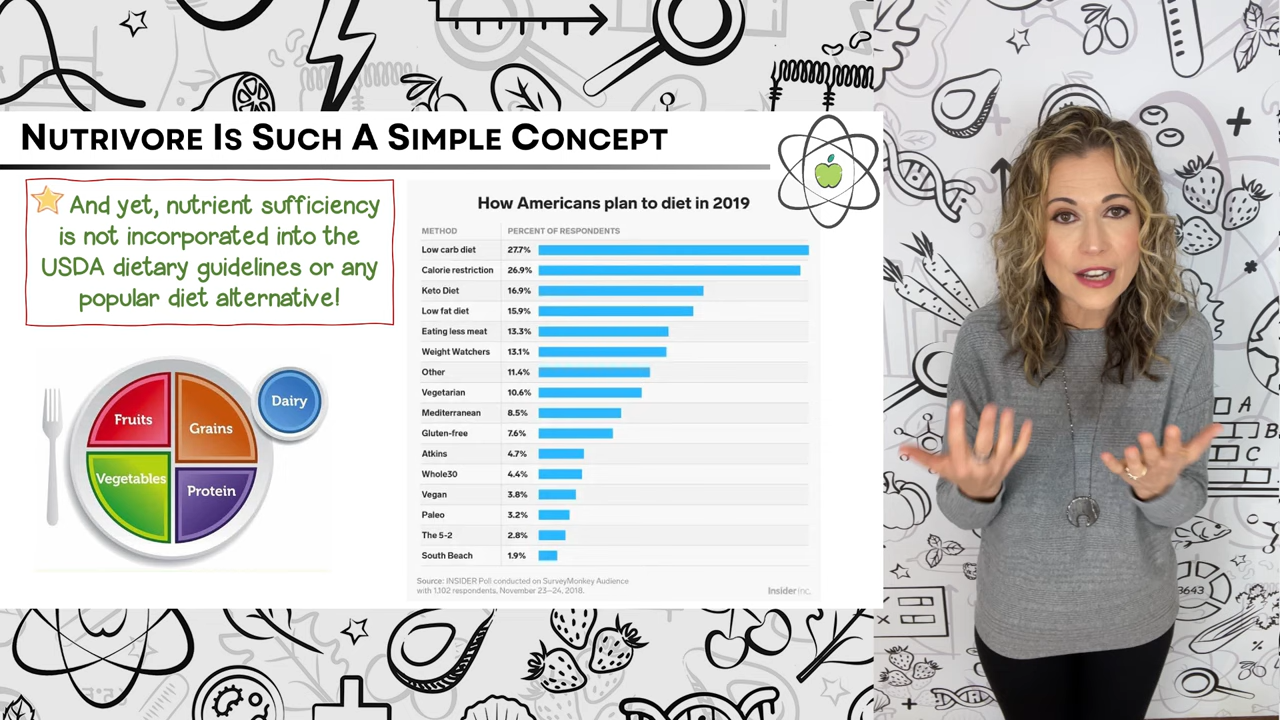 NUTRIVORE IS SUCH A SIMPLE CONCEPT
And yet, nutrient sufficiency
is not incorporated into the
USDA dietary guidelines or any
popular diet alternative!
Fruits
Grains
Dairy
Vegetables
Protein
How Americans plan to diet in 2019
METHOD PERCENT OF RESPONDENTS
Low carb diet 27.7%
Calorie restriction 26.9%
Keto Diet 16.9%
Low fat diet 15.9%
Eating less meat 13.3%
Weight Watchers 13.1%
Other 11.4%
Vegetarian 10.6%
Mediterranean 8.5%
Gluten-free 7.6%
Atkins 4.7%
Whole30 4.4%
Vegan 3.8%
Paleo 3.2%
The 5-2 2.8%
South Beach 1.9%
Source: INSIDER Poll conducted on SurveyMonkey Audience
with 1,102 respondents, November 23–24, 2018.
Insider inc.
A
B
C
3643
X
%